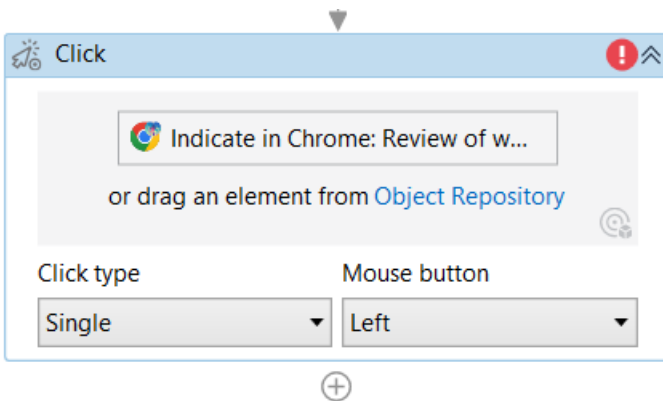 Click
Indicate in Chrome: Review of w...
or drag an element from Object Repository
Click type
Mouse button
Single
Left